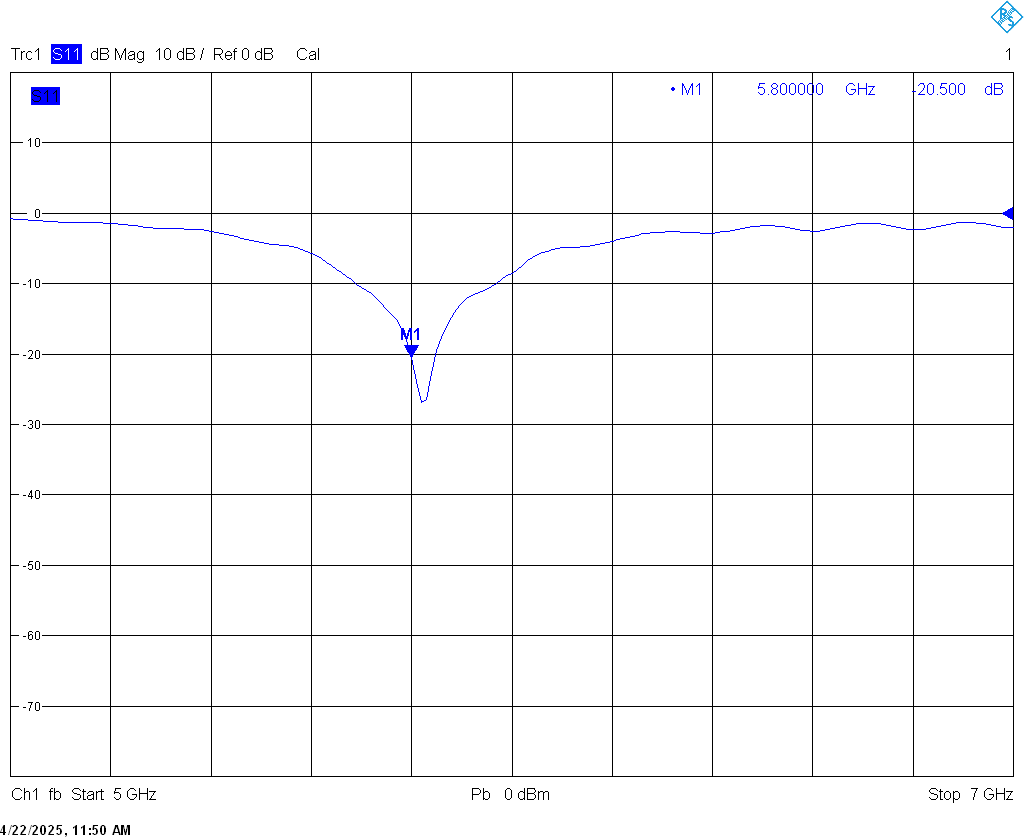 R&S
Trc1 S11 dB Mag 10 dB / Ref 0 dB Cal 1
S11 • M1 5.800000 GHz -20.500 dB
10
0
-10
M1
-20
-30
-40
-50
-60
-70
Ch1 fb Start 5 GHz Pb 0 dBm Stop 7 GHz
4/22/2025, 11:50 AM